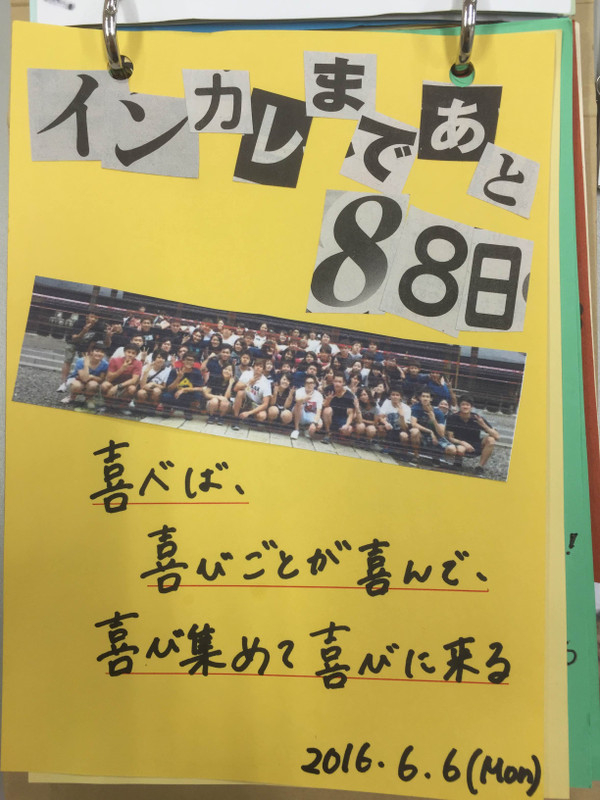 インカレまであと
88日
喜べば、
喜びごとが喜んで、
喜び集めて喜びに来る
2016.6.6(Mon)